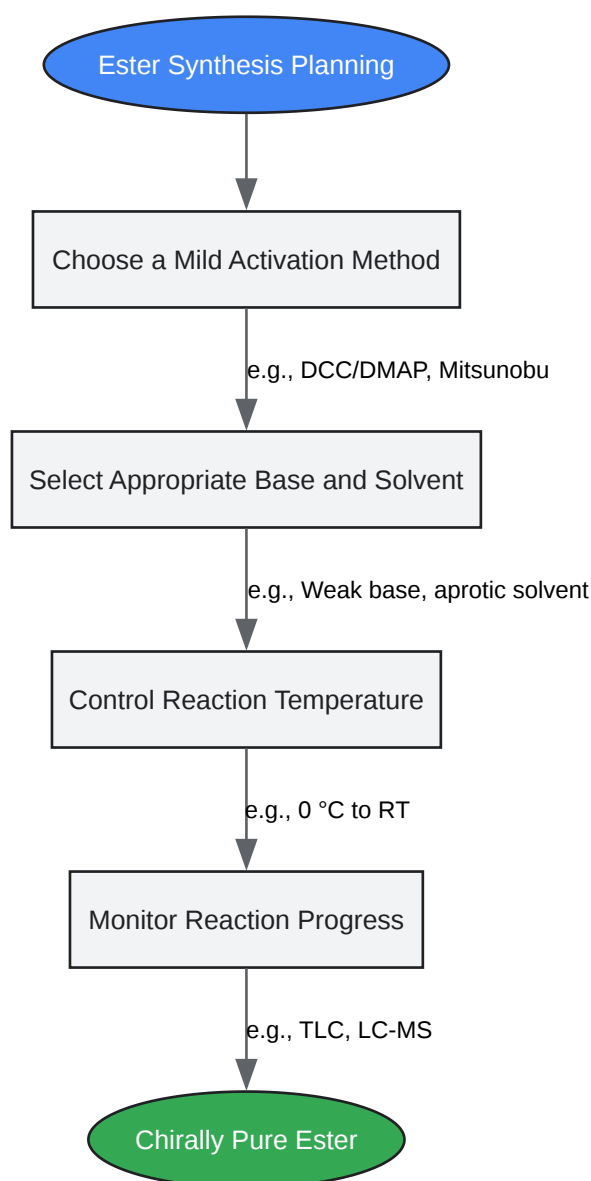 Ester Synthesis Planning
Choose a Mild Activation Method
e.g., DCC/DMAP, Mitsunobu
Select Appropriate Base and Solvent
e.g., Weak base, aprotic solvent
Control Reaction Temperature
e.g., 0 °C to RT
Monitor Reaction Progress
e.g., TLC, LC-MS
Chirally Pure Ester